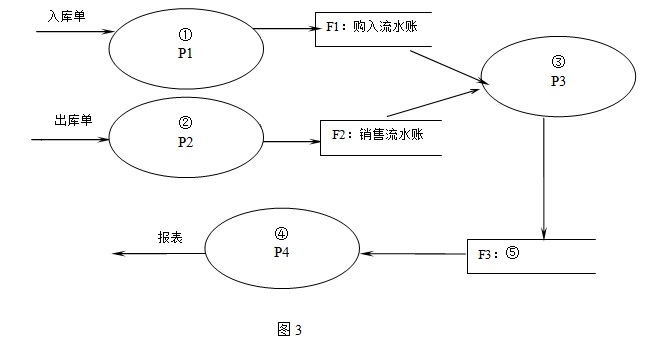 入库单
①
P1
F1：购入流水账
③
P3
出库单
②
P2
F2：销售流水账
报表
④
P4
F3：⑤
图 3